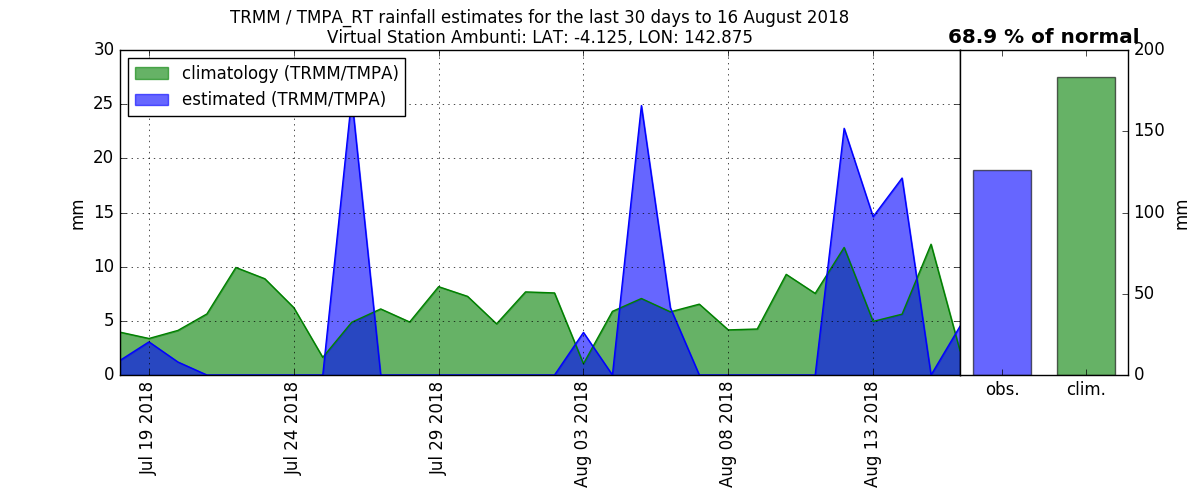 TRMM / TMPA_RT rainfall estimates for the last 30 days to 16 August 2018
Virtual Station Ambunti: LAT: -4.125, LON: 142.875
68.9 % of normal
climatology (TRMM/TMPA)
estimated (TRMM/TMPA)
30
25
20
15
10
5
0
mm
200
150
100
50
0
mm
Jul 19 2018
Jul 24 2018
Jul 29 2018
Aug 03 2018
Aug 08 2018
Aug 13 2018
obs.
clim.